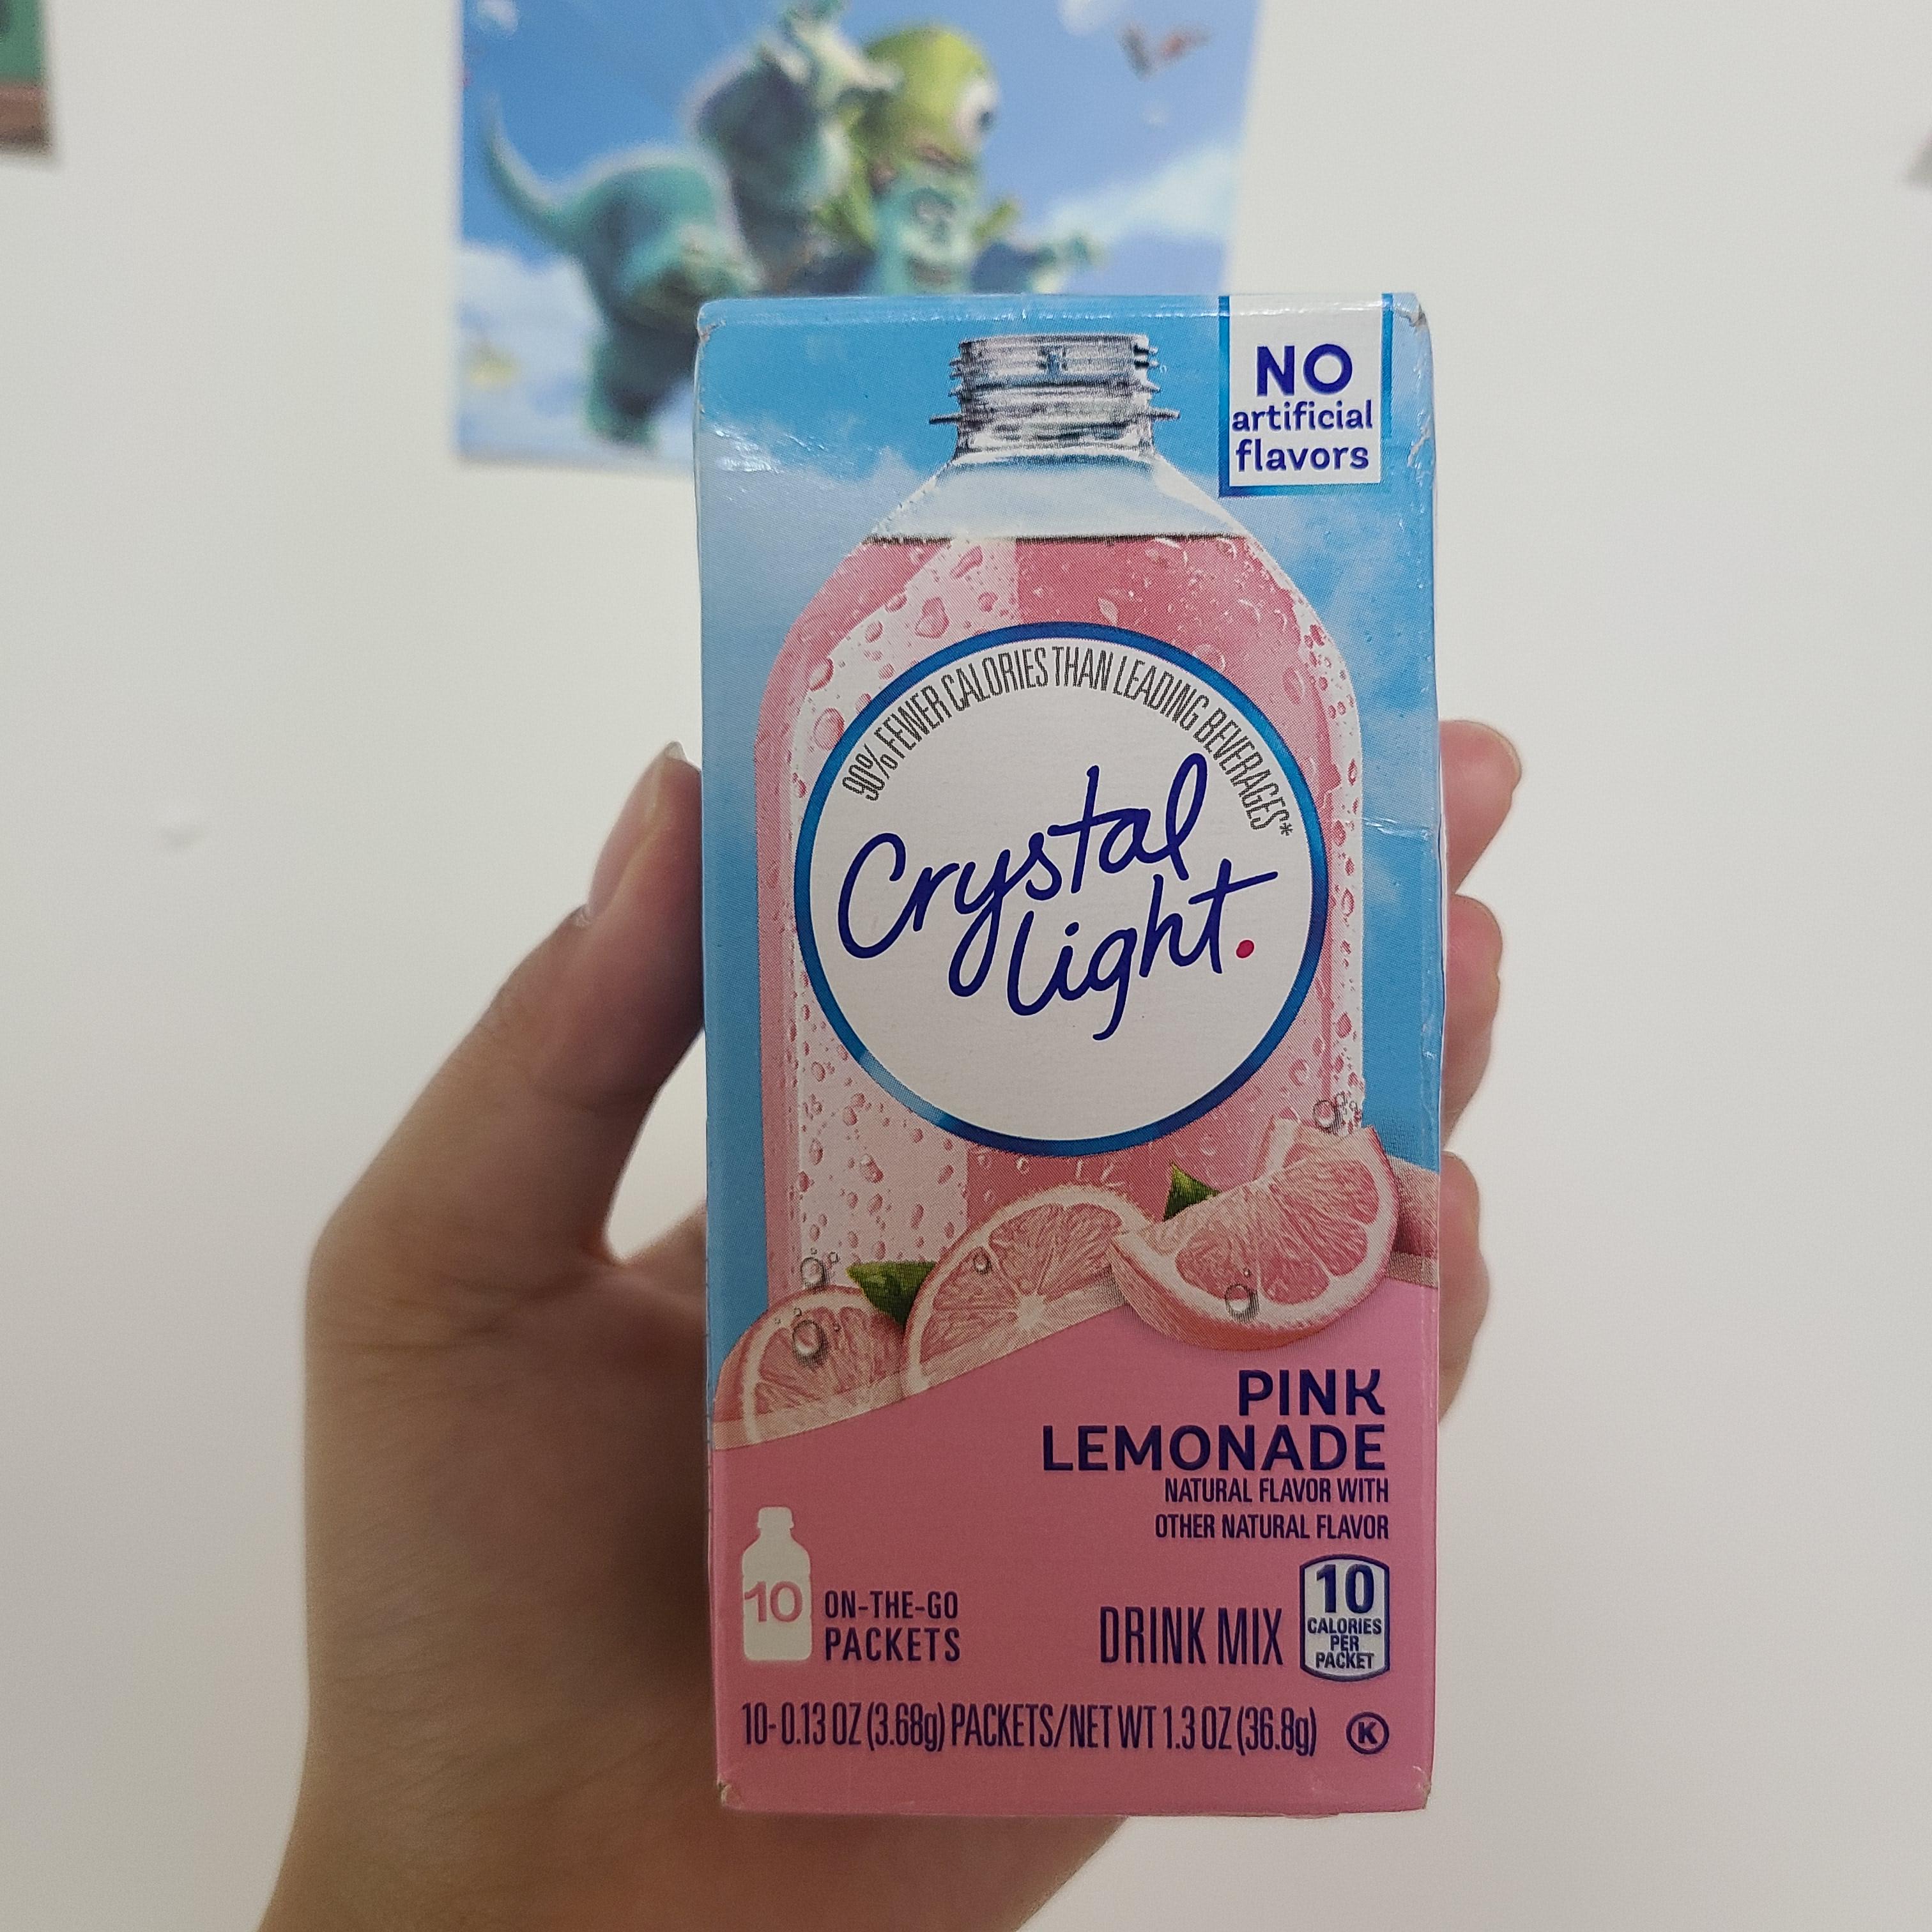 NO
artificial
flavors
90% FEWER CALORIES THAN LEADING BEVERAGES*
Crystal
Light.
PINK
LEMONADE
NATURAL FLAVOR WITH
OTHER NATURAL FLAVOR
10
ON-THE-GO
PACKETS
DRINK MIX
10
CALORIES
PER
PACKET
10-0.13 OZ (3.68g) PACKETS/NET WT 1.3 OZ (36.8g)
K